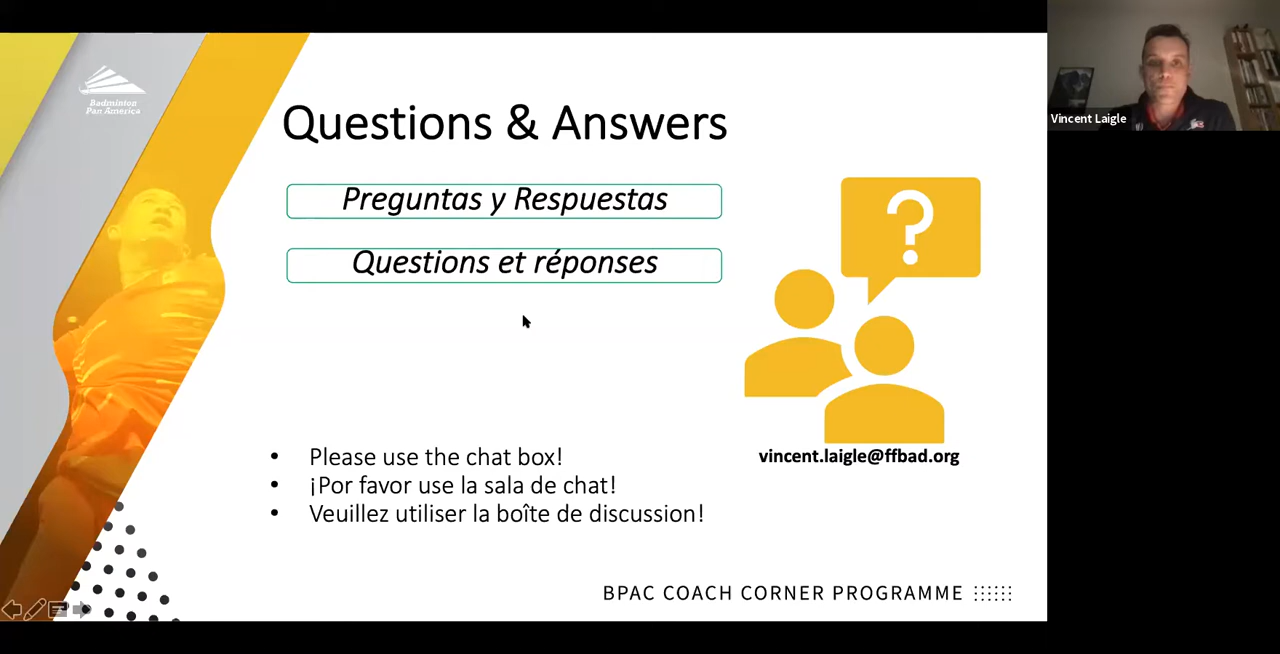 Badminton
Pan America
Questions & Answers
Preguntas y Respuestas
Questions et réponses
?
vincent.laigle@ffbad.org
• Please use the chat box!
• ¡Por favor use la sala de chat!
• Veuillez utiliser la boîte de discussion!
BPAC COACH CORNER PROGRAMME
Vincent Laigle